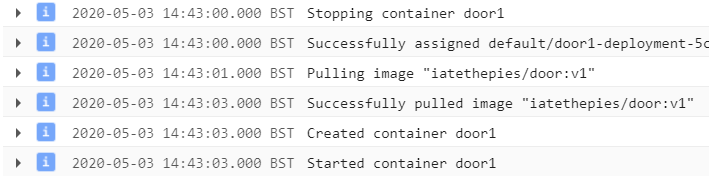 i 2020-05-03 14:43:00.000 BST Stopping container door1
i 2020-05-03 14:43:00.000 BST Successfully assigned default/door1-deployment-5c
i 2020-05-03 14:43:01.000 BST Pulling image "iatethepies/door:v1"
i 2020-05-03 14:43:03.000 BST Successfully pulled image "iatethepies/door:v1"
i 2020-05-03 14:43:03.000 BST Created container door1
i 2020-05-03 14:43:03.000 BST Started container door1